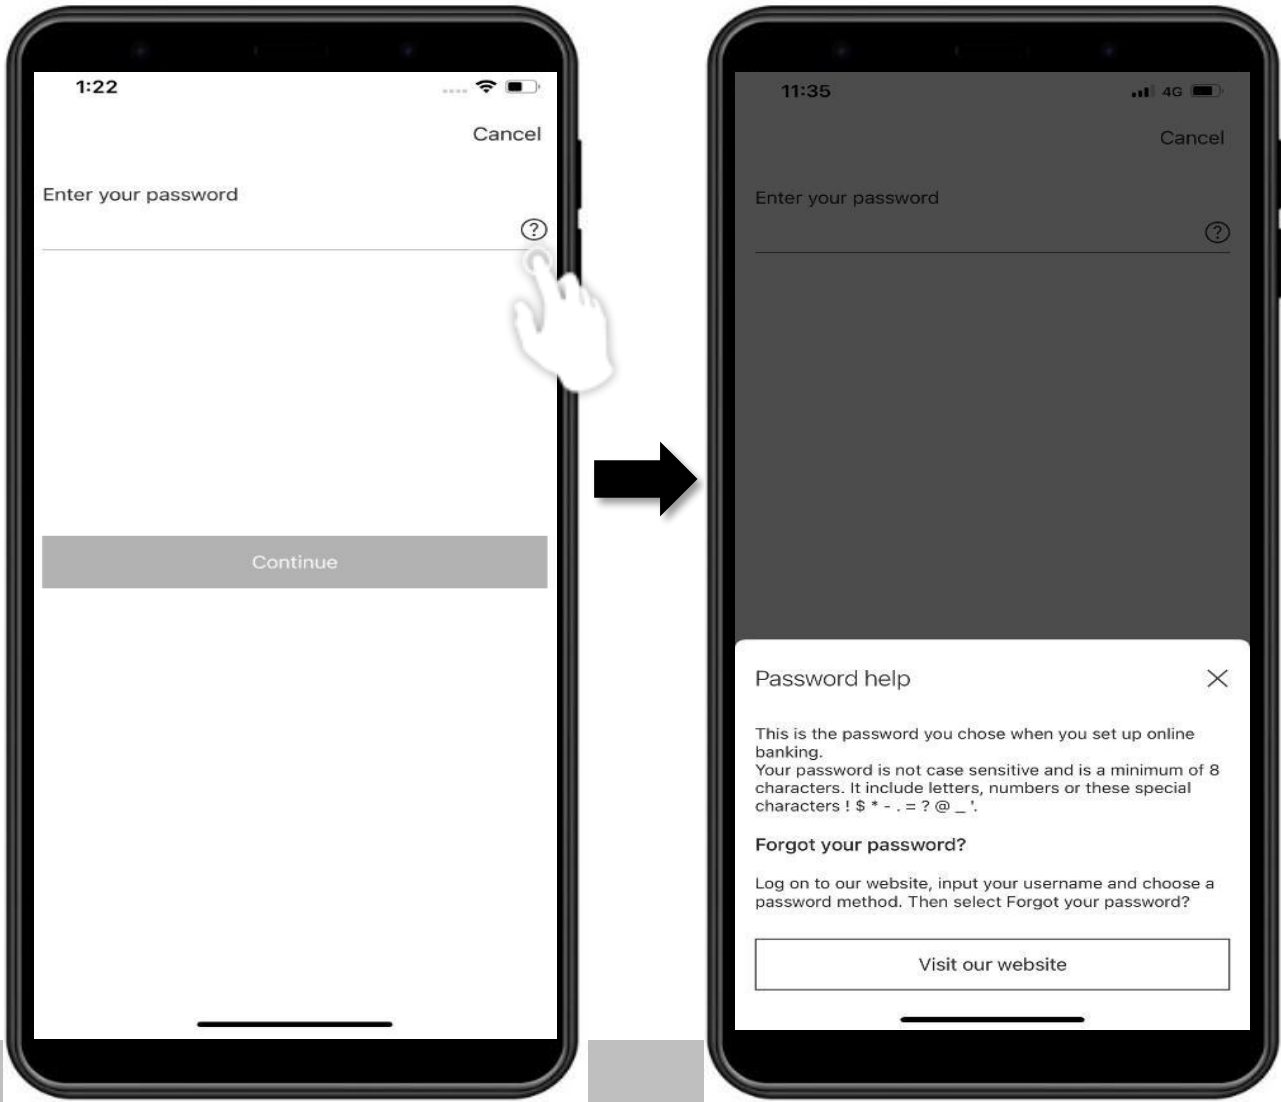 1:22
Cancel
Enter your password
?
Continue
11:35
4G
Cancel
Enter your password
?
Password help
This is the password you chose when you set up online
banking.
Your password is not case sensitive and is a minimum of 8
characters. It include letters, numbers or these special
characters ! $ * - . = ? @ _ '.
Forgot your password?
Log on to our website, input your username and choose a
password method. Then select Forgot your password?
Visit our website